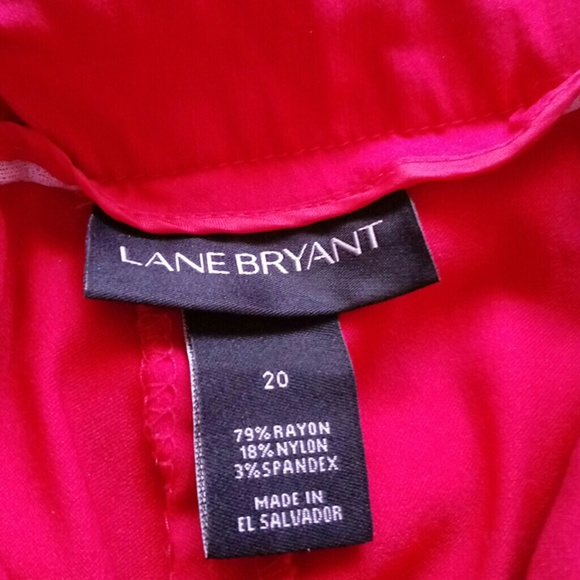 LANE BRYANT
20
79% RAYON
18% NYLON
3% SPANDEX
MADE IN
EL SALVADOR